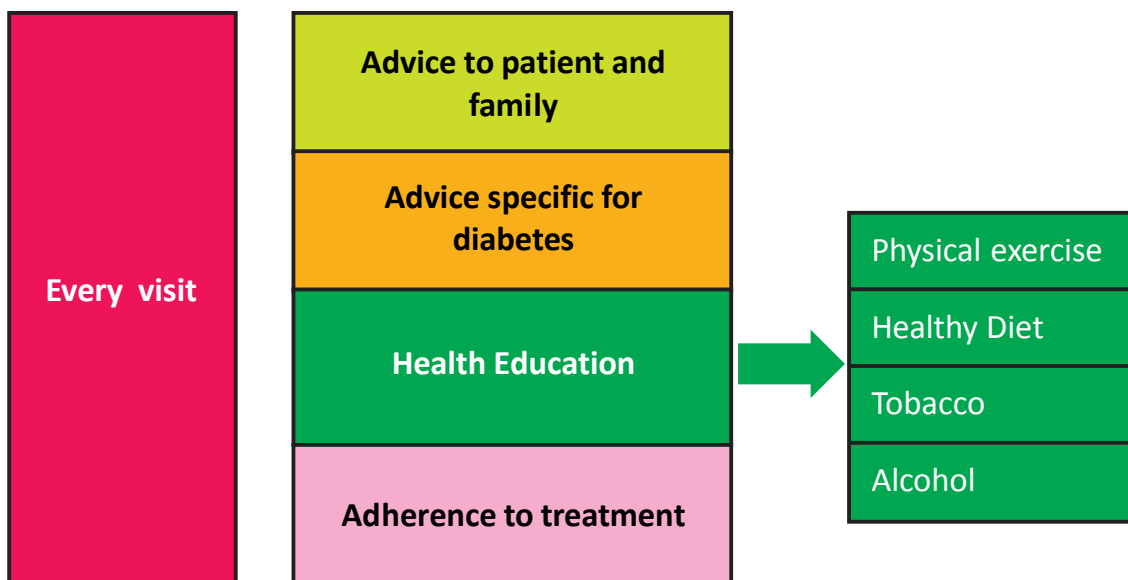 Every visit
Advice to patient and
family
Advice specific for
diabetes
Health Education
Adherence to treatment
Physical exercise
Healthy Diet
Tobacco
Alcohol